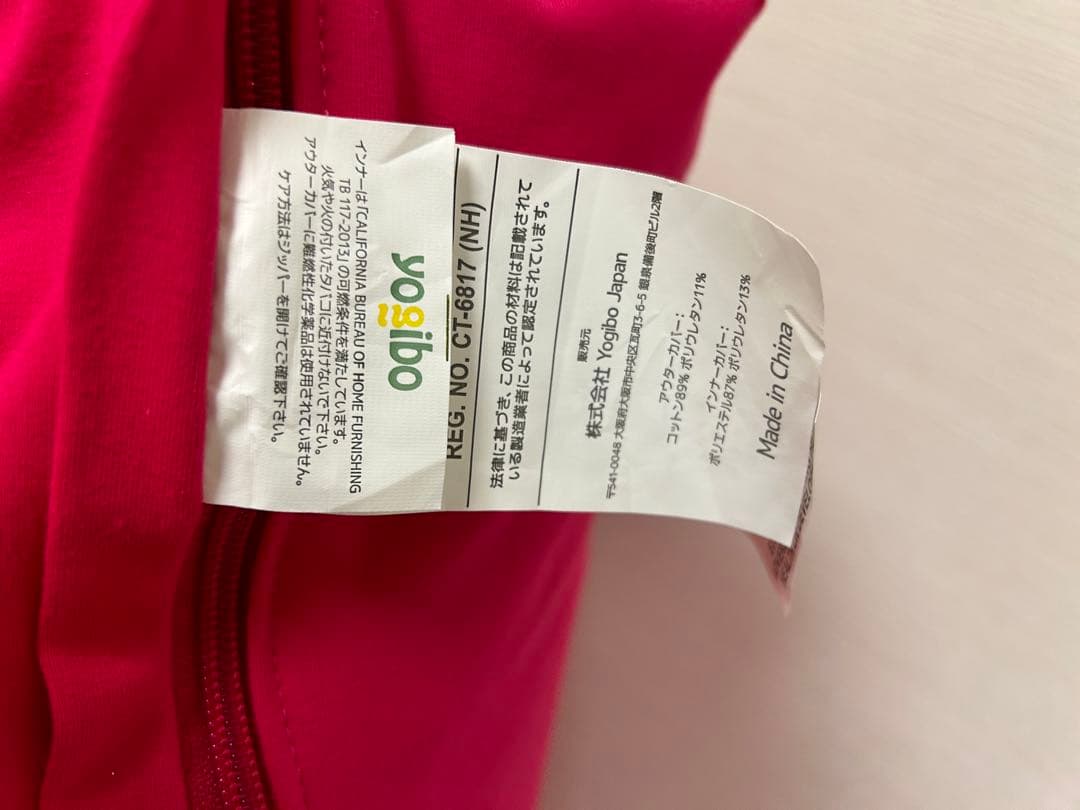 yogibo
インナーは「CALIFORNIA BUREAU OF HOME FURNISHING
TB 117-2013」の可燃条件を満たしています。
火気や火の付いたタバコに近付けないで下さい。
アウターカバーに難燃性化学薬品は使用されていません。
ケア方法はジッパーを開けてご確認下さい。
REG. NO. CT-6817 (NH)
法律に基づき、この商品の材料は記載されて
いる製造業者によって認定されています。
販売元
株式会社 Yogibo Japan
〒541-0048 大阪府大阪市中央区瓦町3-6-5 銀泉備後町ビル2階
アウターカバー：
コットン89% ポリウレタン11%
インナーカバー：
ポリエステル87% ポリウレタン13%
Made in China